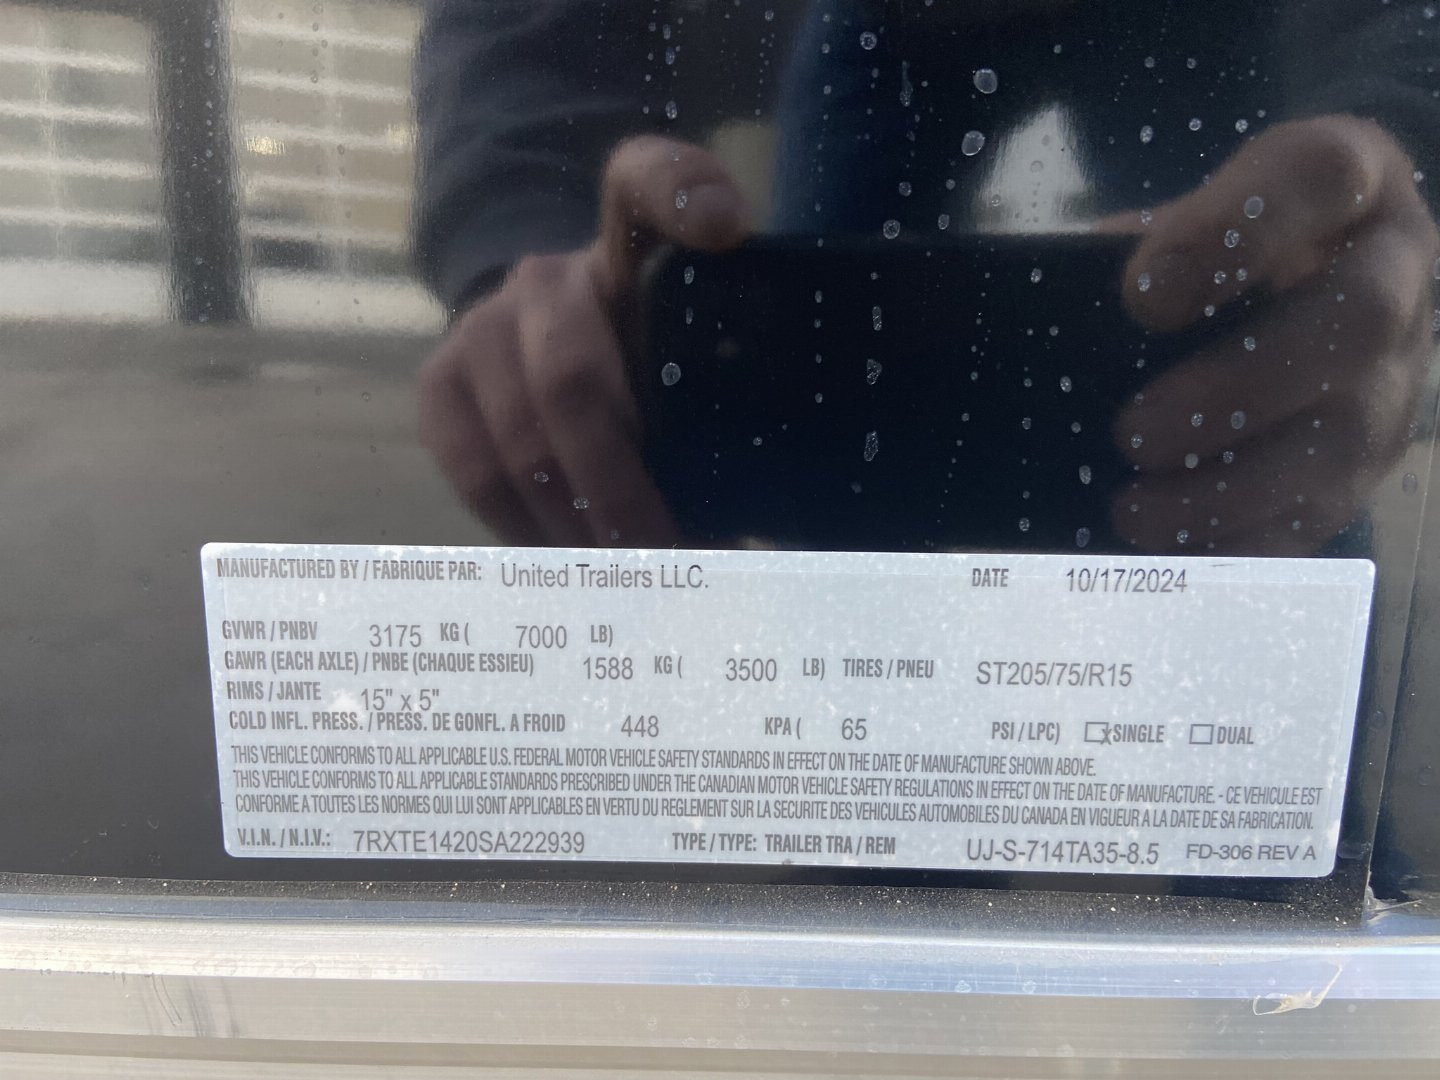 MANUFACTURED BY / FABRIQUE PAR: United Trailers LLC. DATE 10/17/2024
GVWR / PNBV 3175 KG ( 7000 LB)
GAWR (EACH AXLE) / PNBE (CHAQUE ESSIEU) 1588 KG ( 3500 LB) TIRES / PNEU ST205/75/R15
RIMS / JANTE 15" x 5"
COLD INFL. PRESS. / PRESS. DE GONFL. A FROID 448 KPA ( 65 PSI / LPC) x SINGLE DUAL
THIS VEHICLE CONFORMS TO ALL APPLICABLE U.S. FEDERAL MOTOR VEHICLE SAFETY STANDARDS IN EFFECT ON THE DATE OF MANUFACTURE SHOWN ABOVE.
THIS VEHICLE CONFORMS TO ALL APPLICABLE STANDARDS PRESCRIBED UNDER THE CANADIAN MOTOR VEHICLE SAFETY REGULATIONS IN EFFECT ON THE DATE OF MANUFACTURE. - CE VEHICULE EST
CONFORME A TOUTES LES NORMES QUI LUI SONT APPLICABLES EN VERTU DU REGLEMENT SUR LA SECURITE DES VEHICULES AUTOMOBILES DU CANADA EN VIGUEUR A LA DATE DE SA FABRICATION.
V.I.N. / N.I.V.: 7RXTE1420SA222939 TYPE / TYPE: TRAILER TRA / REM UJ-S-714TA35-8.5 FD-306 REV A